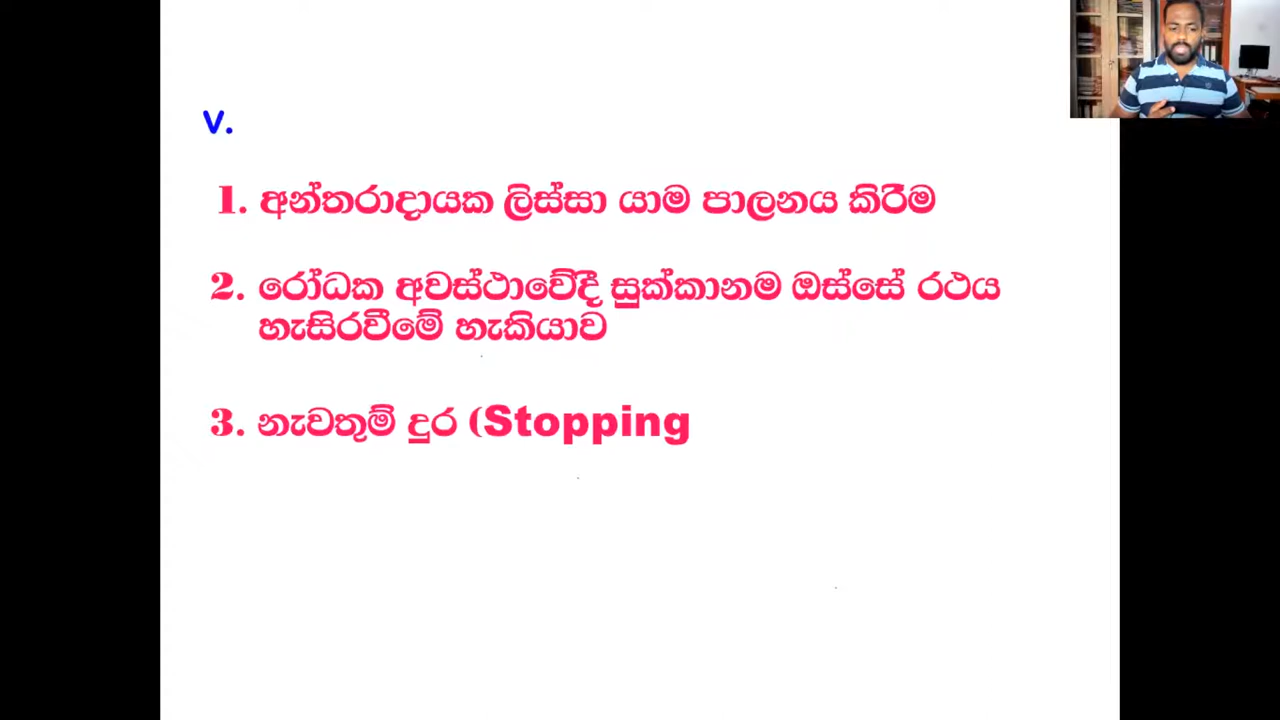 V.
1. අන්තරාදායක ලිස්සා යාම පාලනය කිරීම
2. රෝධක අවස්ථාවේදී සුක්කානම ඔස්සේ රථය
හැසිරවීමේ හැකියාව
3. නැවතුම් දුර (Stopping